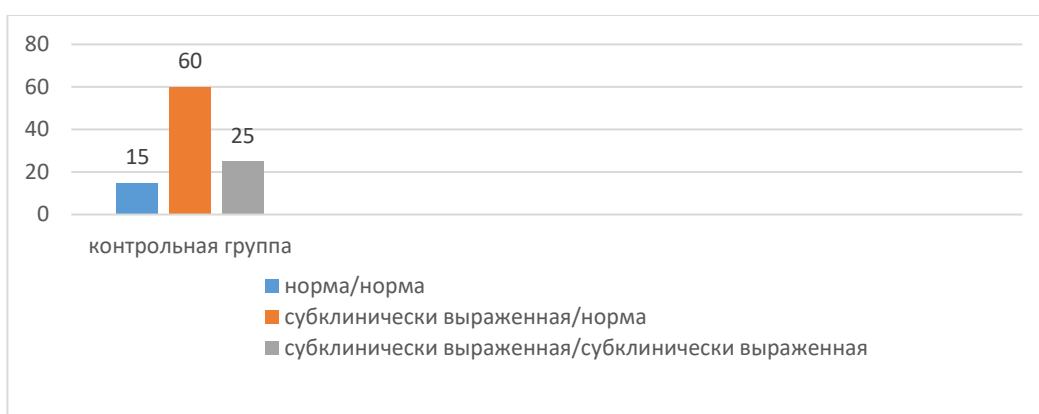 80
60
60
40
25
15
20
0
контрольная группа
норма/норма
субклинически выраженная/норма
субклинически выраженная/субклинически выраженная